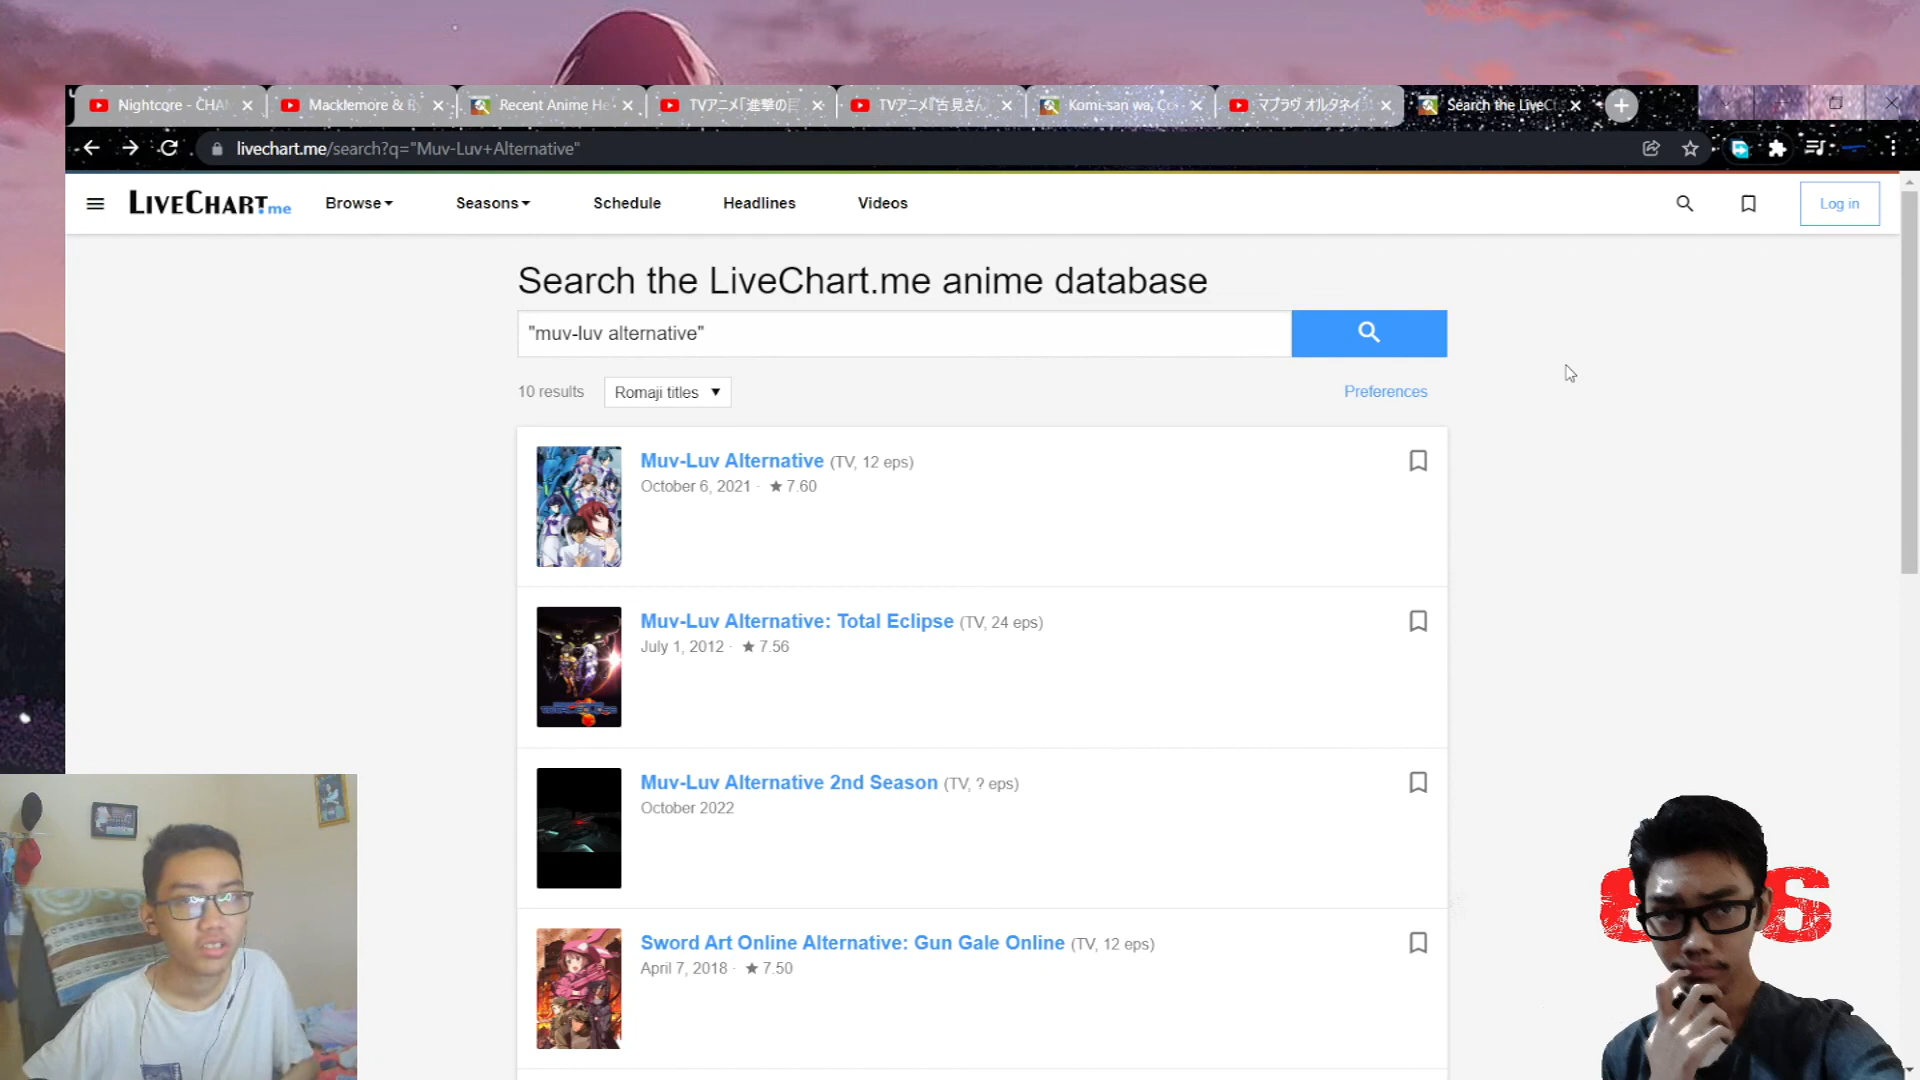 Nightcore - CHA
Macklemore & R
Recent Anime He
TVアニメ「進撃の巨
TVアニメ「古見さん
Komi-san wa, Co
マブラヴ オルタネイ
Search the LiveC
livechart.me/search?q="Muv-Luv+Alternative"
LIVECHART.me
Browse
Seasons
Schedule
Headlines
Videos
Log in
Search the LiveChart.me anime database
"muv-luv alternative"
10 results
Romaji titles
Preferences
Muv-Luv Alternative (TV, 12 eps)
October 6, 2021 · ★ 7.60
Muv-Luv Alternative: Total Eclipse (TV, 24 eps)
July 1, 2012 · ★ 7.56
Muv-Luv Alternative 2nd Season (TV, ? eps)
October 2022
Sword Art Online Alternative: Gun Gale Online (TV, 12 eps)
April 7, 2018 · ★ 7.50